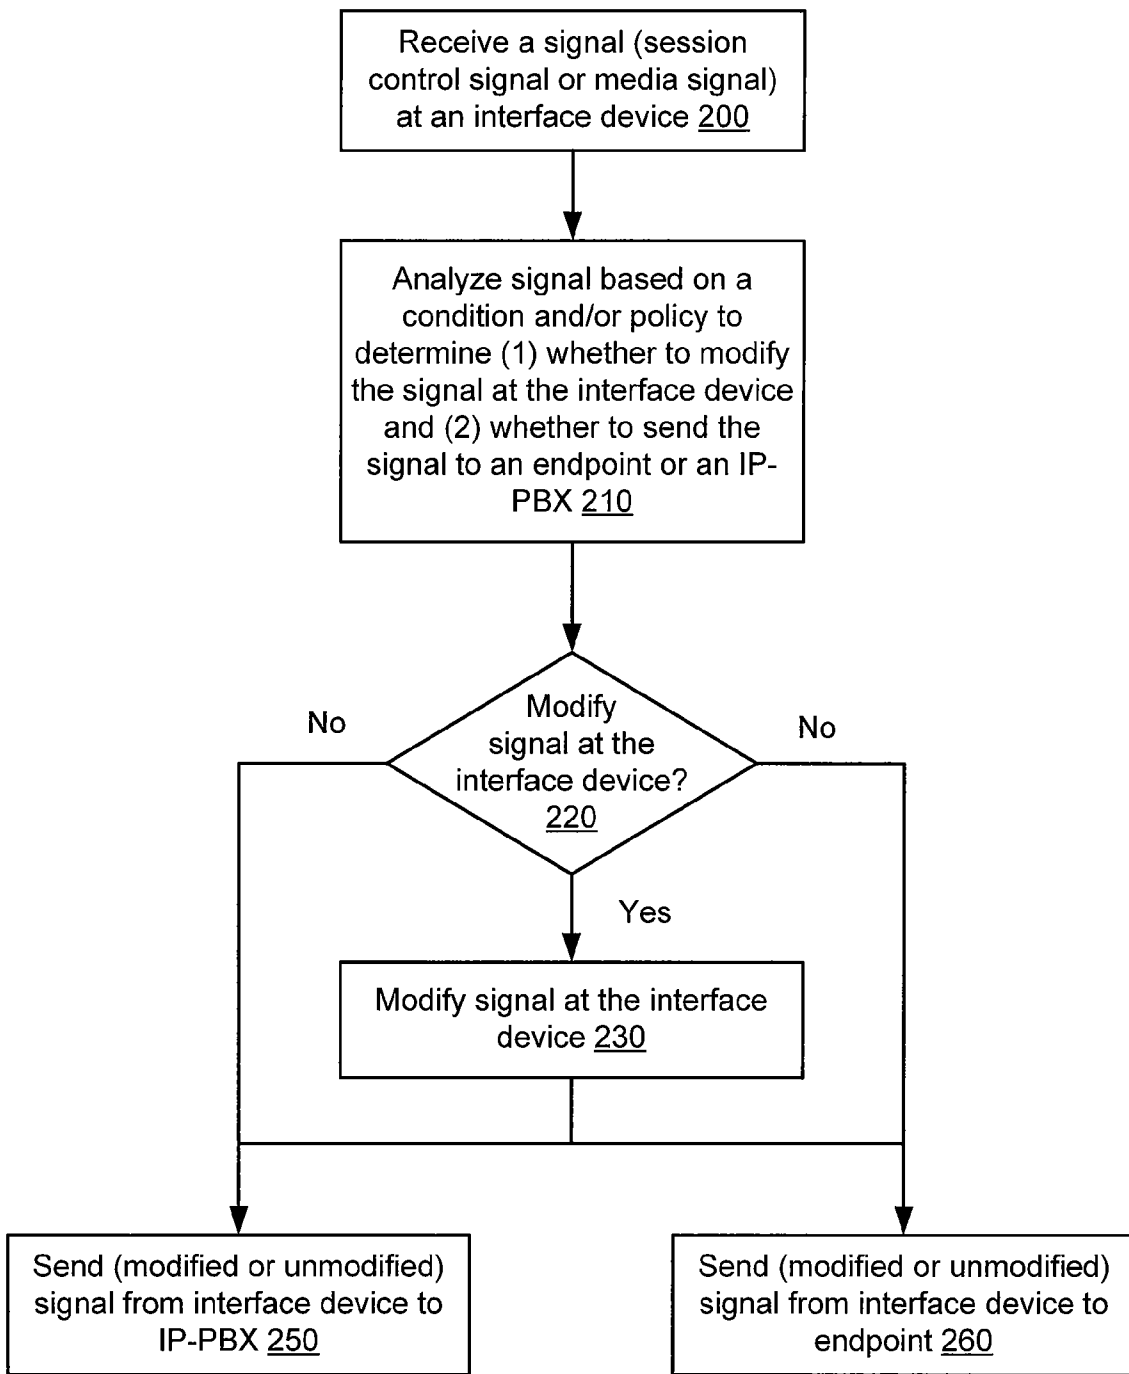 Receive a signal (session
control signal or media signal)
at an interface device 200
Analyze signal based on a
condition and/or policy to
determine (1) whether to modify
the signal at the interface device
and (2) whether to send the
signal to an endpoint or an IP-
PBX 210
No
Modify
signal at the
interface device?
220
No
Yes
Modify signal at the interface
device 230
Send (modified or unmodified)
signal from interface device to
IP-PBX 250
Send (modified or unmodified)
signal from interface device to
endpoint 260